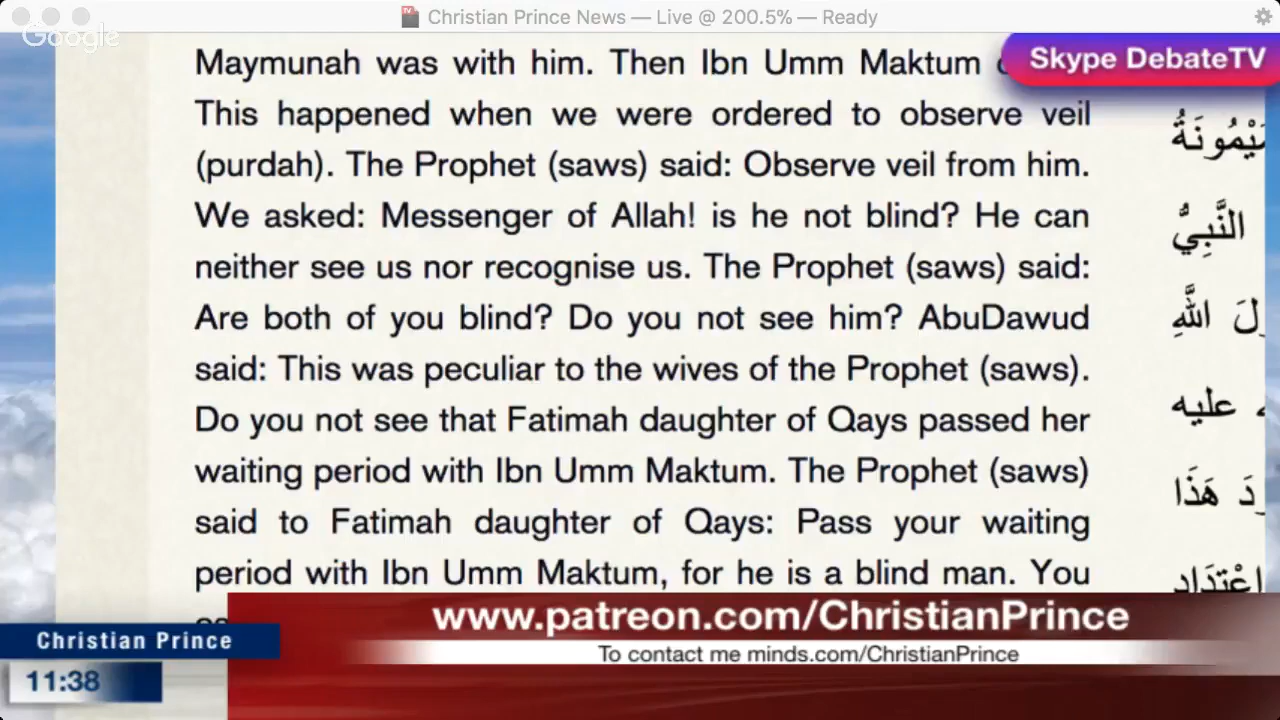 Christian Prince News — Live @ 200.5% — Ready
Google
Skype DebateTV
Maymunah was with him. Then Ibn Umm Maktum
This happened when we were ordered to observe veil
(purdah). The Prophet (saws) said: Observe veil from him.
We asked: Messenger of Allah! is he not blind? He can
neither see us nor recognise us. The Prophet (saws) said:
Are both of you blind? Do you not see him? AbuDawud
said: This was peculiar to the wives of the Prophet (saws).
Do you not see that Fatimah daughter of Qays passed her
waiting period with Ibn Umm Maktum. The Prophet (saws)
said to Fatimah daughter of Qays: Pass your waiting
period with Ibn Umm Maktum, for he is a blind man. You
النَّبِيُّ
اللَّهِ
عليه
هَذَا
اعْتِدَادِ
www.patreon.com/ChristianPrince
To contact me minds.com/ChristianPrince
Christian Prince
11:38